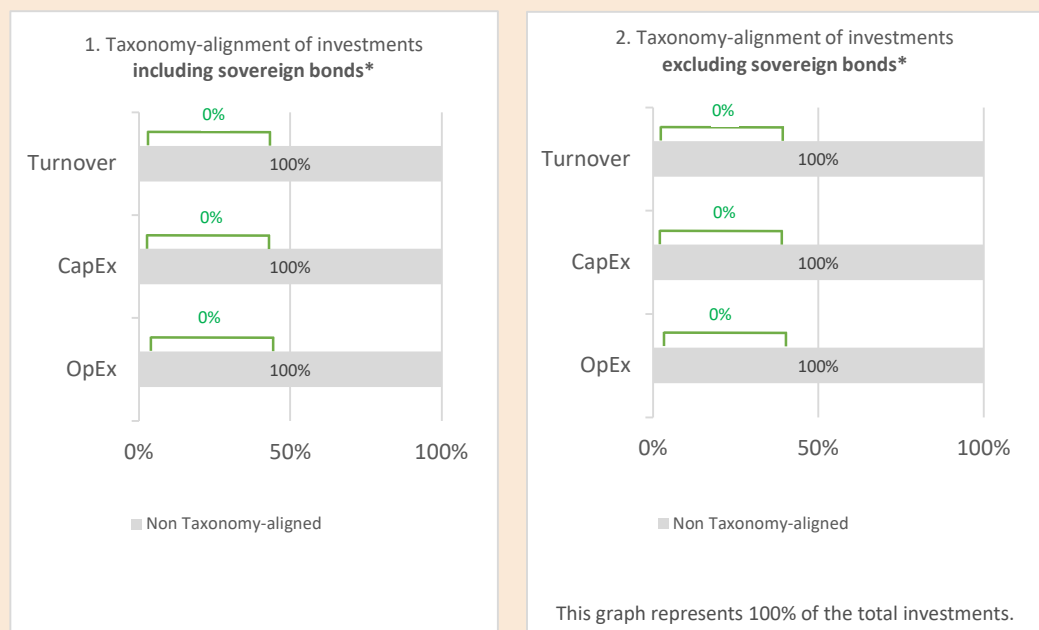 1. Taxonomy-alignment of investments
including sovereign bonds*
0%
Turnover
100%
0%
CapEx
100%
0%
OpEx
100%
0%
50%
100%
Non Taxonomy-aligned
2. Taxonomy-alignment of investments
excluding sovereign bonds*
0%
Turnover
100%
0%
CapEx
100%
0%
OpEx
100%
0%
50%
100%
Non Taxonomy-aligned
This graph represents 100% of the total investments.